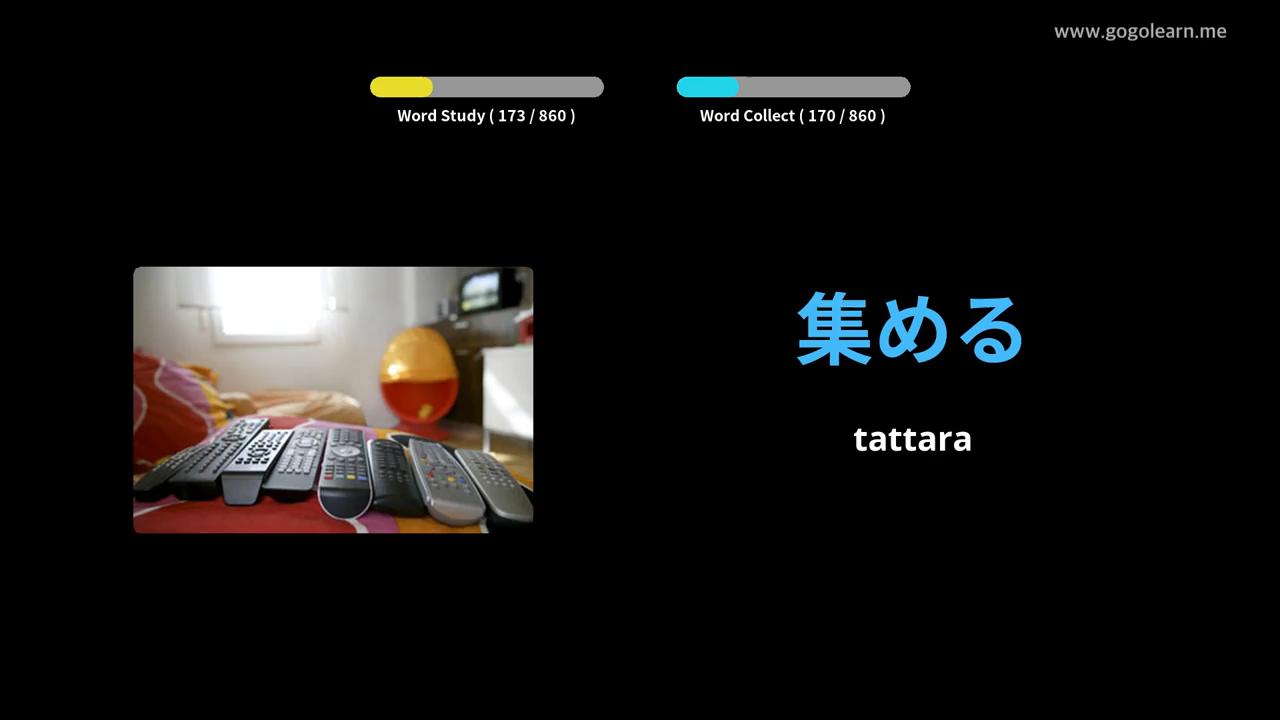 www.gogolearn.me
Word Study ( 173 / 860 )
Word Collect ( 170 / 860 )
集める
tattara